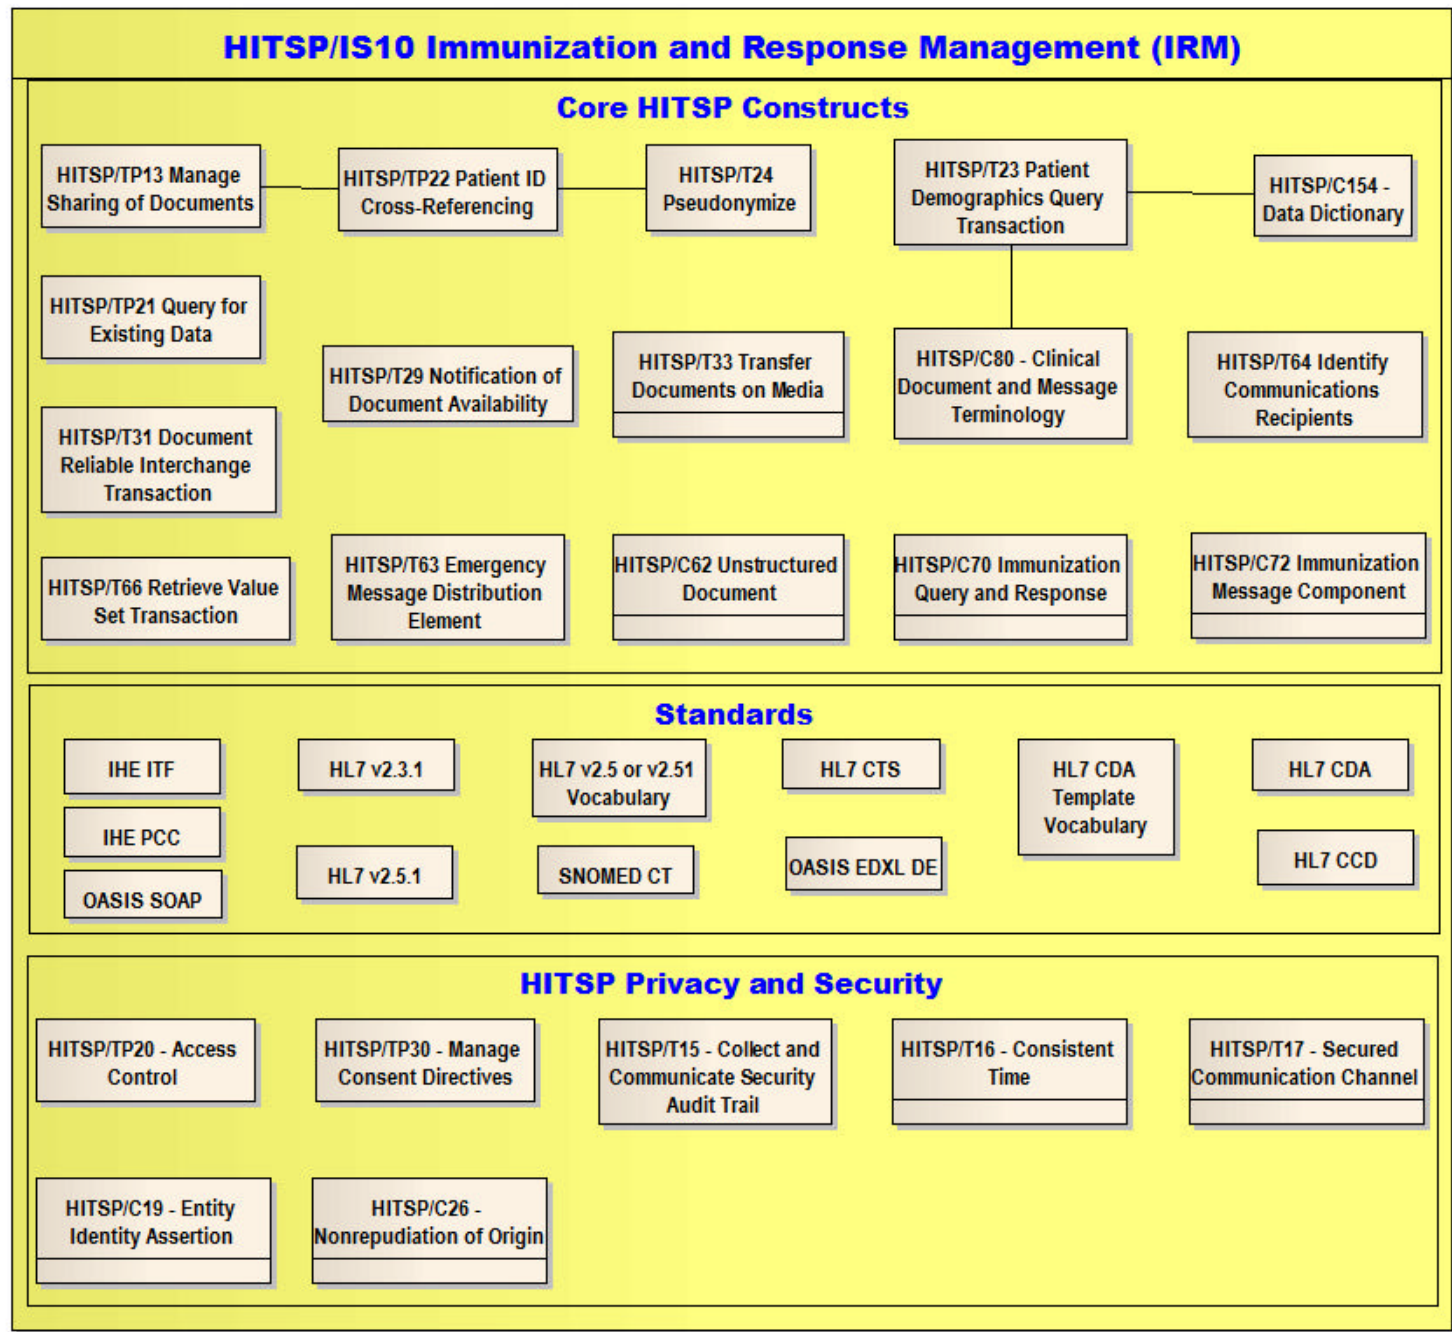 HITSP/IS10 Immunization and Response Management (IRM)
Core HITSP Constructs
HITSP/TP13 Manage
Sharing of Documents
HITSP/TP22 Patient ID
Cross-Referencing
HITSP/T24
Pseudonymize
HITSP/T23 Patient
Demographics Query
Transaction
HITSP/C154 -
Data Dictionary
HITSP/TP21 Query for
Existing Data
HITSP/T29 Notification of
Document Availability
HITSP/T33 Transfer
Documents on Media
HITSP/C80 - Clinical
Document and Message
Terminology
HITSP/T64 Identify
Communications
Recipients
HITSP/T31 Document
Reliable Interchange
Transaction
HITSP/T66 Retrieve Value
Set Transaction
HITSP/T63 Emergency
Message Distribution
Element
HITSP/C62 Unstructured
Document
HITSP/C70 Immunization
Query and Response
HITSP/C72 Immunization
Message Component
Standards
IHE ITF
HL7 v2.3.1
HL7 v2.5 or v2.51
Vocabulary
HL7 CTS
HL7 CDA
Template
Vocabulary
HL7 CDA
IHE PCC
OASIS SOAP
HL7 v2.5.1
SNOMED CT
OASIS EDXL DE
HL7 CCD
HITSP Privacy and Security
HITSP/TP20 - Access
Control
HITSP/TP30 - Manage
Consent Directives
HITSP/T15 - Collect and
Communicate Security
Audit Trail
HITSP/T16 - Consistent
Time
HITSP/T17 - Secured
Communication Channel
HITSP/C19 - Entity
Identity Assertion
HITSP/C26 -
Nonrepudiation of Origin